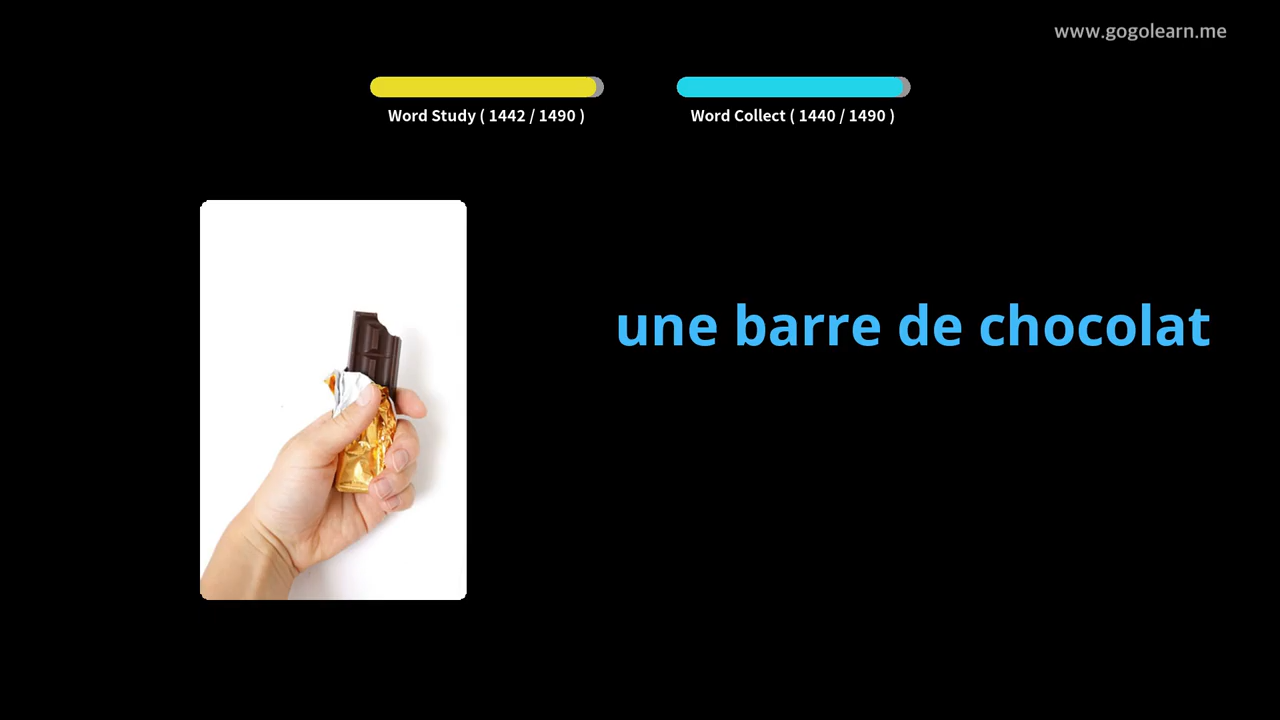 www.gogolearn.me
Word Study ( 1442 / 1490 )
Word Collect ( 1440 / 1490 )
une barre de chocolat